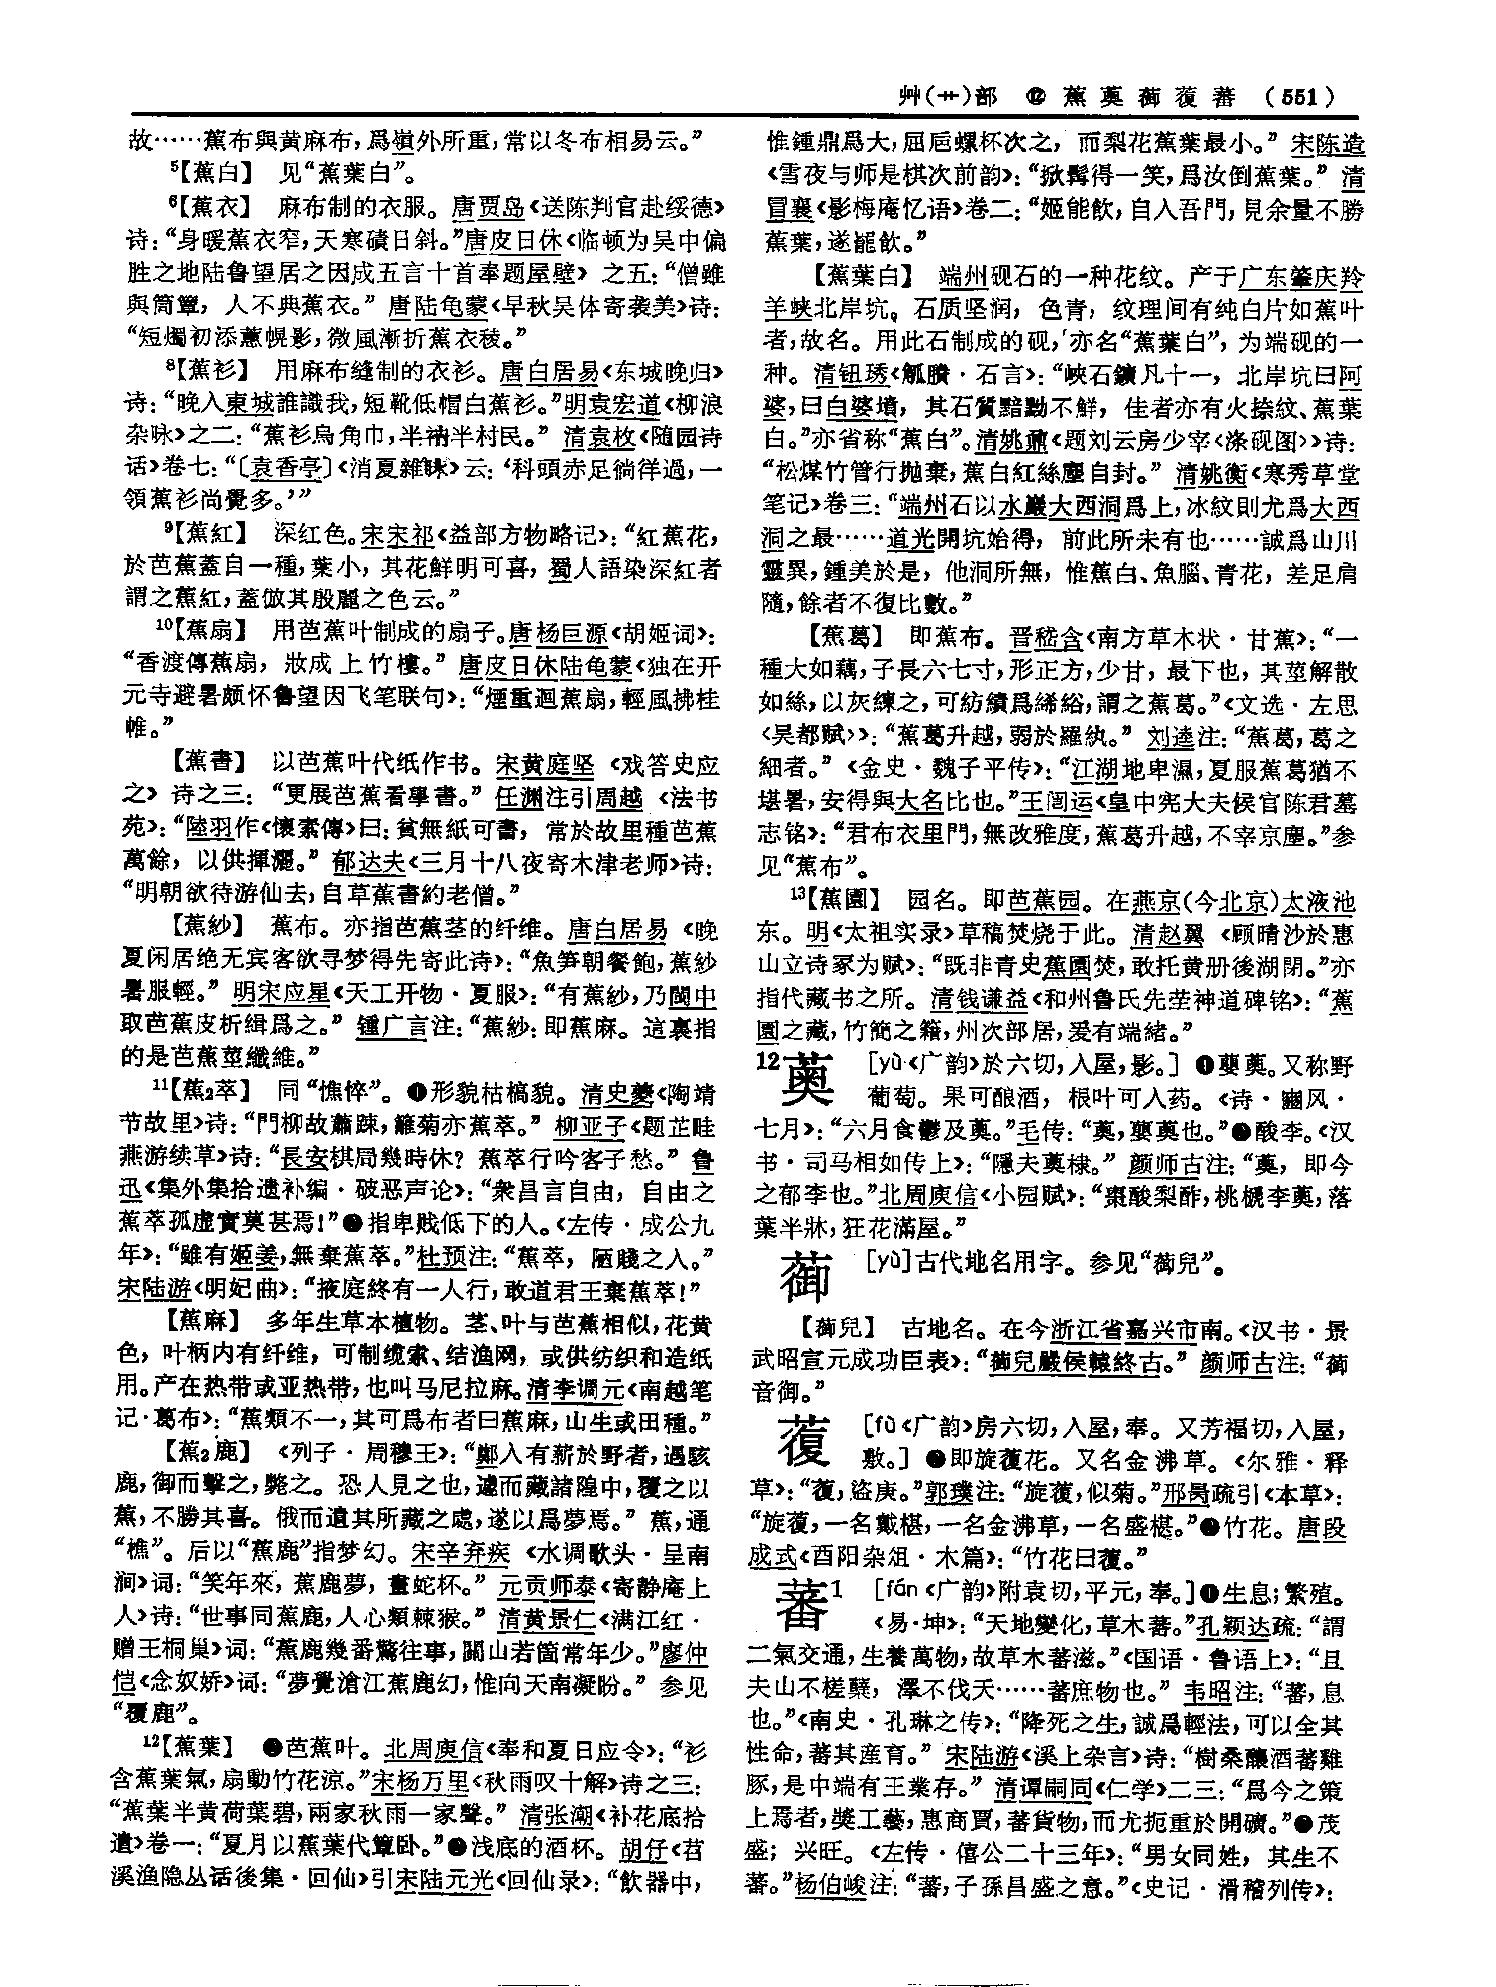 艸(艹)部 ⑫ 蕉薁蓹蕧蕃 (551)
故……蕉布與黄麻布，爲嶺外所重，常以冬布相易云。”
⁵【蕉白】 见“蕉葉白”。
⁶【蕉衣】 麻布制的衣服。唐贾岛《送陈判官赴绥德》
诗：“身暖蕉衣窄，天寒磧日斜。”唐皮日休《临顿为吴中偏
胜之地陆鲁望居之因成五言十首奉题屋壁》 之五：“僧雖
與筒簟，人不典蕉衣。”唐陆龟蒙《早秋吴体寄袭美》诗：
“短燭初添蕙幌影，微風漸折蕉衣稜。”
⁸【蕉衫】 用麻布缝制的衣衫。唐白居易《东城晚归》
诗：“晚入東城誰識我，短靴低帽白蕉衫。”明袁宏道《柳浪
杂咏》之二：“蕉衫烏角巾，半衲半村民。”清袁枚《随园诗
话》卷七：“〔袁香亭〕《消夏雜詠》云：‘科頭赤足徜徉過，一
領蕉衫尚覺多。’”
⁹【蕉紅】 深红色。宋宋祁《益部方物略记》：“紅蕉花，
於芭蕉蓋自一種，葉小，其花鮮明可喜，蜀人語染深紅者
謂之蕉紅，蓋倣其殷麗之色云。”
¹⁰【蕉扇】 用芭蕉叶制成的扇子。唐杨巨源《胡姬词》：
“香渡傳蕉扇，妝成上竹樓。”唐皮日休陆龟蒙《独在开
元寺避暑颇怀鲁望因飞笔联句》：“煙重迴蕉扇，輕風拂桂
帷。”
【蕉書】 以芭蕉叶代纸作书。宋黄庭坚《戏答史应
之》诗之三：“更展芭蕉看學書。”任渊注引周越《法书
苑》：“陸羽作《懷素傳》曰：貧無紙可書，常於故里種芭蕉
萬餘，以供揮灑。”郁达夫《三月十八夜寄木津老师》诗：
“明朝欲待游仙去，自草蕉書約老僧。”
【蕉紗】 蕉布。亦指芭蕉茎的纤维。唐白居易《晚
夏闲居绝无宾客欲寻梦得先寄此诗》：“魚笋朝餐飽，蕉紗
暑服輕。”明宋应星《天工开物·夏服》：“有蕉紗，乃閩中
取芭蕉皮析緝爲之。”锺广言注：“蕉紗：即蕉麻。這裏指
的是芭蕉莖纖維。”
¹¹【蕉₂萃】 同“憔悴”。❶形貌枯槁貌。清史夔《陶靖
节故里》诗：“門柳故蕭踈，籬菊亦蕉萃。”柳亚子《题芷畦
燕游续草》诗：“長安棋局幾時休？蕉萃行吟客子愁。”鲁
迅《集外集拾遗补编·破恶声论》：“衆昌言自由，自由之
蕉萃孤虚實莫甚焉！”❷指卑贱低下的人。《左传·成公九
年》：“雖有姬姜，無棄蕉萃。”杜预注：“蕉萃，陋賤之人。”
宋陆游《明妃曲》：“掖庭終有一人行，敢道君王棄蕉萃！”
【蕉麻】 多年生草本植物。茎、叶与芭蕉相似，花黄
色，叶柄内有纤维，可制缆索、结渔网，或供纺织和造纸
用。产在热带或亚热带，也叫马尼拉麻。清李调元《南越笔
记·葛布》：“蕉類不一，其可爲布者曰蕉麻，山生或田種。”
【蕉₂鹿】 《列子·周穆王》：“鄭人有薪於野者，遇駭
鹿，御而擊之，斃之。恐人見之也，遽而藏諸隍中，覆之以
蕉，不勝其喜。俄而遺其所藏之處，遂以爲夢焉。”蕉，通
“樵”。后以“蕉鹿”指梦幻。宋辛弃疾《水调歌头·呈南
涧》词：“笑年來，蕉鹿夢，畫蛇杯。”元贡师泰《寄静庵上
人》诗：“世事同蕉鹿，人心類棘猴。”清黄景仁《满江红·
赠王桐巢》词：“蕉鹿幾番驚往事，關山若箇常年少。”廖仲
恺《念奴娇》词：“夢覺滄江蕉鹿幻，惟向天南凝盼。”参见
“覆鹿”。
¹²【蕉葉】 ❶芭蕉叶。北周庾信《奉和夏日应令》：“衫
含蕉葉氣，扇動竹花涼。”宋杨万里《秋雨叹十解》诗之三：
“蕉葉半黄荷葉碧，兩家秋雨一家聲。”清张潮《补花底拾
遗》卷一：“夏月以蕉葉代簟卧。”❷浅底的酒杯。胡仔《苕
溪渔隐丛话後集·回仙》引宋陆元光《回仙录》：“飲器中，
惟鍾鼎爲大，屈卮螺杯次之，而梨花蕉葉最小。”宋陈造
《雪夜与师是棋次前韵》：“掀髯得一笑，爲汝倒蕉葉。”清
冒襄《影梅庵忆语》卷二：“姬能飲，自入吾門，見余量不勝
蕉葉，遂罷飲。”
【蕉葉白】 端州砚石的一种花纹。产于广东肇庆羚
羊峡北岸坑。石质坚润，色青，纹理间有纯白片如蕉叶
者，故名。用此石制成的砚，亦名“蕉葉白”，为端砚的一
种。清钮琇《觚賸·石言》：“峽石鑛凡十一，北岸坑曰阿
婆，曰白婆墳，其石質黯黝不鮮，佳者亦有火捺紋、蕉葉
白。”亦省称“蕉白”。清姚鼐《题刘云房少宰〈涤砚图〉》诗：
“松煤竹管行抛棄，蕉白紅絲塵自封。”清姚衡《寒秀草堂
笔记》卷三：“端州石以水巖大西洞爲上，冰紋則尤爲大西
洞之最……道光開坑始得，前此所未有也……誠爲山川
靈異，鍾美於是，他洞所無，惟蕉白、魚腦、青花，差足肩
隨，餘者不復比數。”
【蕉葛】 即蕉布。晋嵇含《南方草木状·甘蕉》：“一
種大如藕，子長六七寸，形正方，少甘，最下也，其莖解散
如絲，以灰練之，可紡績爲絺綌，謂之蕉葛。”《文选·左思
〈吴都赋〉》：“蕉葛升越，弱於羅紈。”刘逵注：“蕉葛，葛之
細者。”《金史·魏子平传》：“江湖地卑濕，夏服蕉葛猶不
堪暑，安得與大名比也。”王闿运《皇中宪大夫侯官陈君墓
志铭》：“君布衣里門，無改雅度，蕉葛升越，不宰京塵。”参
见“蕉布”。
¹³【蕉園】 园名。即芭蕉园。在燕京(今北京)太液池
东。明《太祖实录》草稿焚烧于此。清赵翼《顾晴沙於惠
山立诗冢为赋》：“既非青史蕉園焚，敢托黄册後湖閉。”亦
指代藏书之所。清钱谦益《和州鲁氏先茔神道碑铭》：“蕉
園之藏，竹簡之籍，州次部居，爰有端緒。”
12薁 [yù《广韵》於六切，入屋，影。] ❶蘡薁。又称野
葡萄。果可酿酒，根叶可入药。《诗·豳风·
七月》：“六月食鬱及薁。”毛传：“薁，蘡薁也。”❷酸李。《汉
书·司马相如传上》：“隱夫薁棣。”颜师古注：“薁，即今
之郁李也。”北周庾信《小园赋》：“棗酸梨酢，桃榹李薁，落
葉半牀，狂花滿屋。”
蓹 [yù]古代地名用字。参见“蓹兒”。
【蓹兒】 古地名。在今浙江省嘉兴市南。《汉书·景
武昭宣元成功臣表》：“蓹兒嚴侯轅終古。”颜师古注：“蓹
音御。”
蕧 [fù《广韵》房六切，入屋，奉。又芳福切，入屋，
敷。] ❶即旋蕧花。又名金沸草。《尔雅·释
草》：“蕧，盜庚。”郭璞注：“旋蕧，似菊。”邢昺疏引《本草》：
“旋蕧，一名戴椹，一名金沸草，一名盛椹。”❷竹花。唐段
成式《酉阳杂俎·木篇》：“竹花曰蕧。”
蕃1 [fán《广韵》附袁切，平元，奉。]❶生息；繁殖。
《易·坤》：“天地變化，草木蕃。”孔颖达疏：“謂
二氣交通，生養萬物，故草木蕃滋。”《国语·鲁语上》：“且
夫山不槎蘖，澤不伐夭……蕃庶物也。”韦昭注：“蕃，息
也。”《南史·孔琳之传》：“降死之生，誠爲輕法，可以全其
性命，蕃其産育。”宋陆游《溪上杂言》诗：“樹桑釀酒蕃雞
豚，是中端有王業存。”清谭嗣同《仁学》二三：“爲今之策
上焉者，奬工藝，惠商賈，蕃貨物，而尤扼重於開礦。”❷茂
盛；兴旺。《左传·僖公二十三年》：“男女同姓，其生不
蕃。”杨伯峻注：“蕃，子孫昌盛之意。”《史记·滑稽列传》：